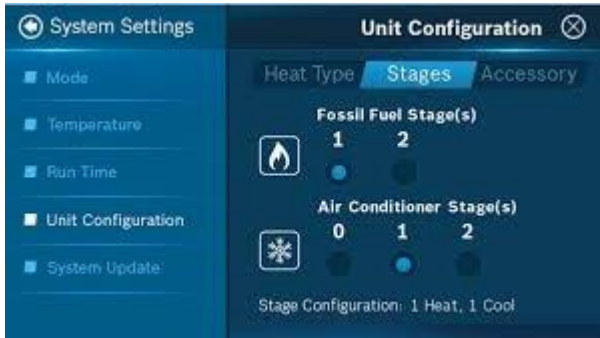 System Settings
Mode
Temperature
Run Time
Unit Configuration
System Update
Unit Configuration
Heat Type Stages Accessory
Fossil Fuel Stage(s)
1 2
Air Conditioner Stage(s)
0 1 2
Stage Configuration: 1 Heat, 1 Cool